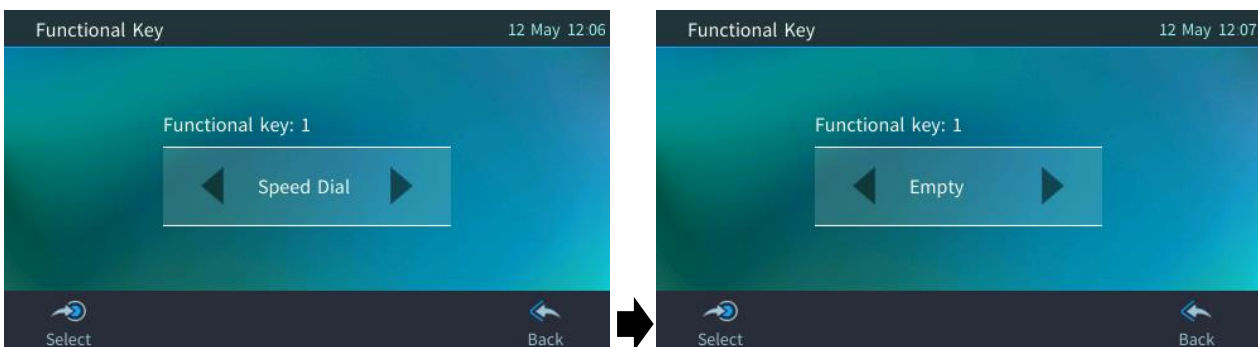 Functional Key 12 May 12:06
Functional key: 1
Speed Dial
Select Back
Functional Key 12 May 12:07
Functional key: 1
Empty
Select Back